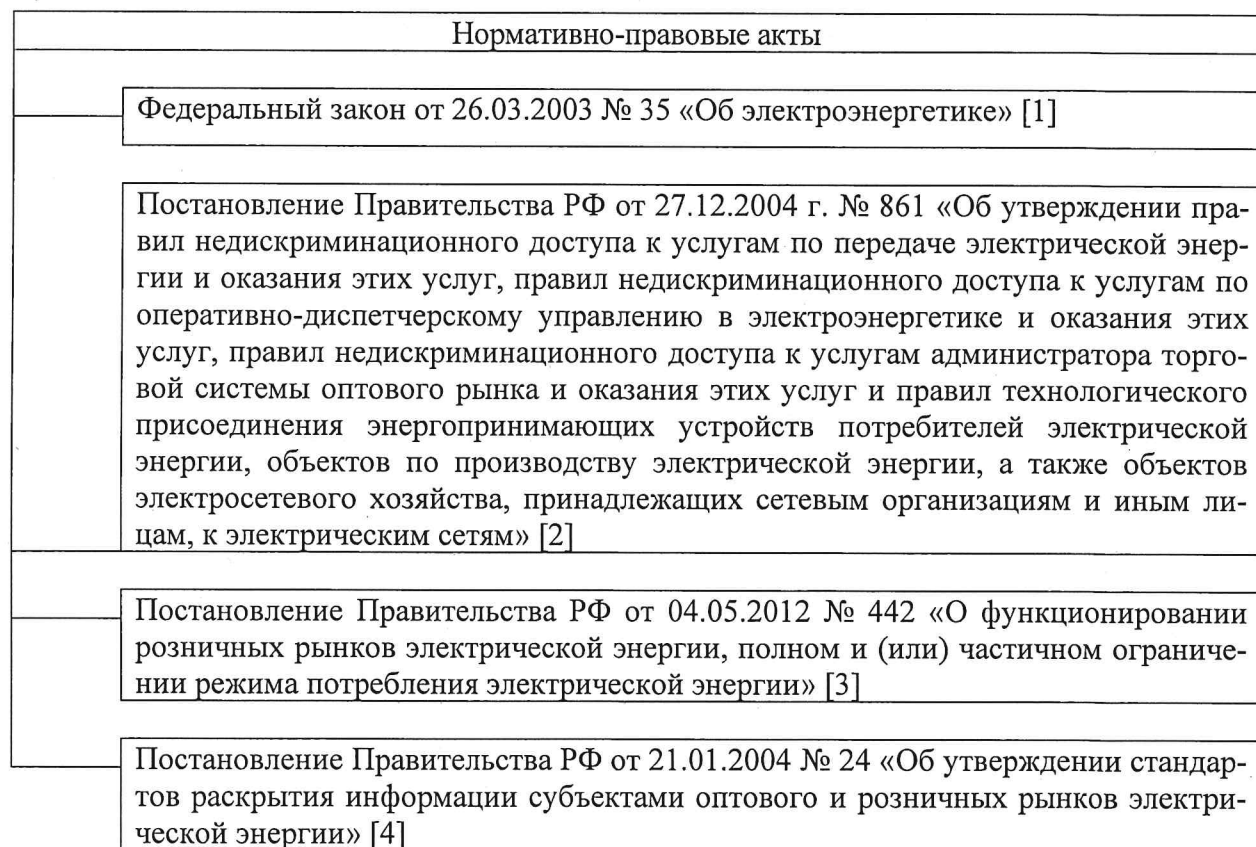 Нормативно-правовые акты
Федеральный закон от 26.03.2003 № 35 «Об электроэнергетике» [1]
Постановление Правительства РФ от 27.12.2004 г. № 861 «Об утверждении пра-
вил недискриминационного доступа к услугам по передаче электрической энер-
гии и оказания этих услуг, правил недискриминационного доступа к услугам по
оперативно-диспетчерскому управлению в электроэнергетике и оказания этих
услуг, правил недискриминационного доступа к услугам администратора торго-
вой системы оптового рынка и оказания этих услуг и правил технологического
присоединения энергопринимающих устройств потребителей электрической
энергии, объектов по производству электрической энергии, а также объектов
электросетевого хозяйства, принадлежащих сетевым организациям и иным ли-
цам, к электрическим сетям» [2]
Постановление Правительства РФ от 04.05.2012 № 442 «О функционировании
розничных рынков электрической энергии, полном и (или) частичном ограниче-
нии режима потребления электрической энергии» [3]
Постановление Правительства РФ от 21.01.2004 № 24 «Об утверждении стандар-
тов раскрытия информации субъектами оптового и розничных рынков электри-
ческой энергии» [4]